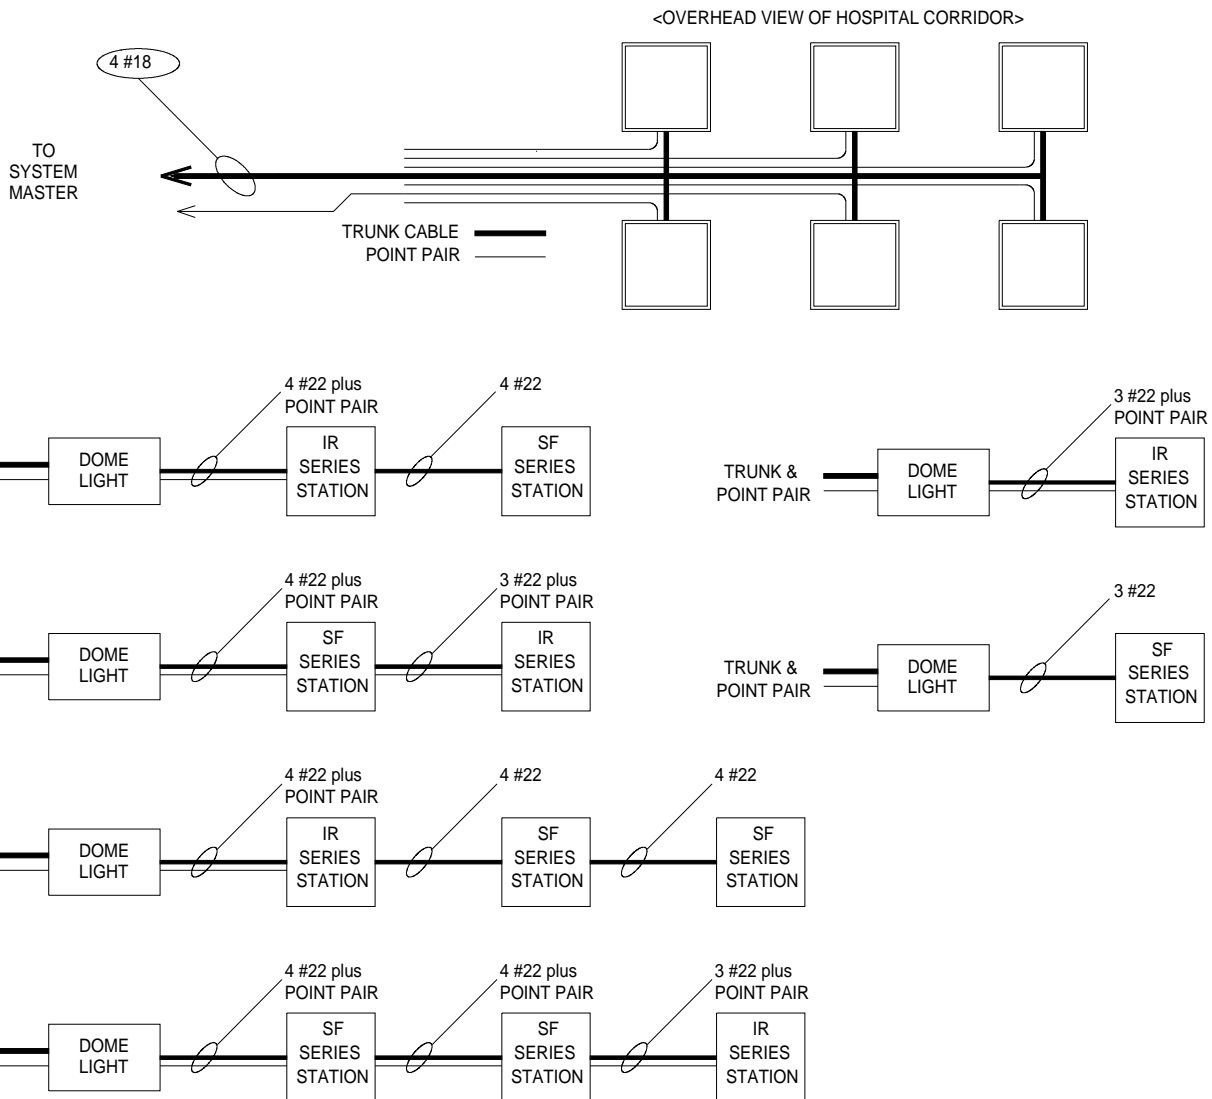 <OVERHEAD VIEW OF HOSPITAL CORRIDOR>
4 #18
TO
SYSTEM
MASTER
TRUNK CABLE
POINT PAIR
4 #22 plus
POINT PAIR
4 #22
DOME
LIGHT
IR
SERIES
STATION
SF
SERIES
STATION
3 #22 plus
POINT PAIR
TRUNK &
POINT PAIR
DOME
LIGHT
IR
SERIES
STATION
4 #22 plus
POINT PAIR
3 #22 plus
POINT PAIR
DOME
LIGHT
SF
SERIES
STATION
IR
SERIES
STATION
3 #22
TRUNK &
POINT PAIR
DOME
LIGHT
SF
SERIES
STATION
4 #22 plus
POINT PAIR
4 #22
4 #22
DOME
LIGHT
IR
SERIES
STATION
SF
SERIES
STATION
SF
SERIES
STATION
4 #22 plus
POINT PAIR
4 #22 plus
POINT PAIR
3 #22 plus
POINT PAIR
DOME
LIGHT
SF
SERIES
STATION
SF
SERIES
STATION
IR
SERIES
STATION